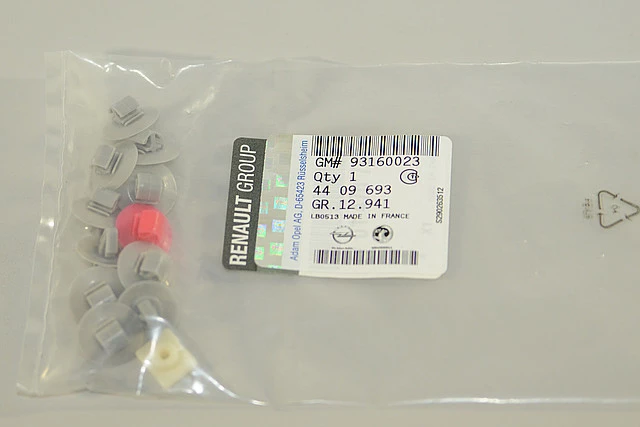 RENAULT GROUP
Adam Opel AG, D-65423 Rüsselsheim
GM# 93160023
Qty 1
44 09 693
GR.12.941
LB0513 MADE IN FRANCE
S290263512